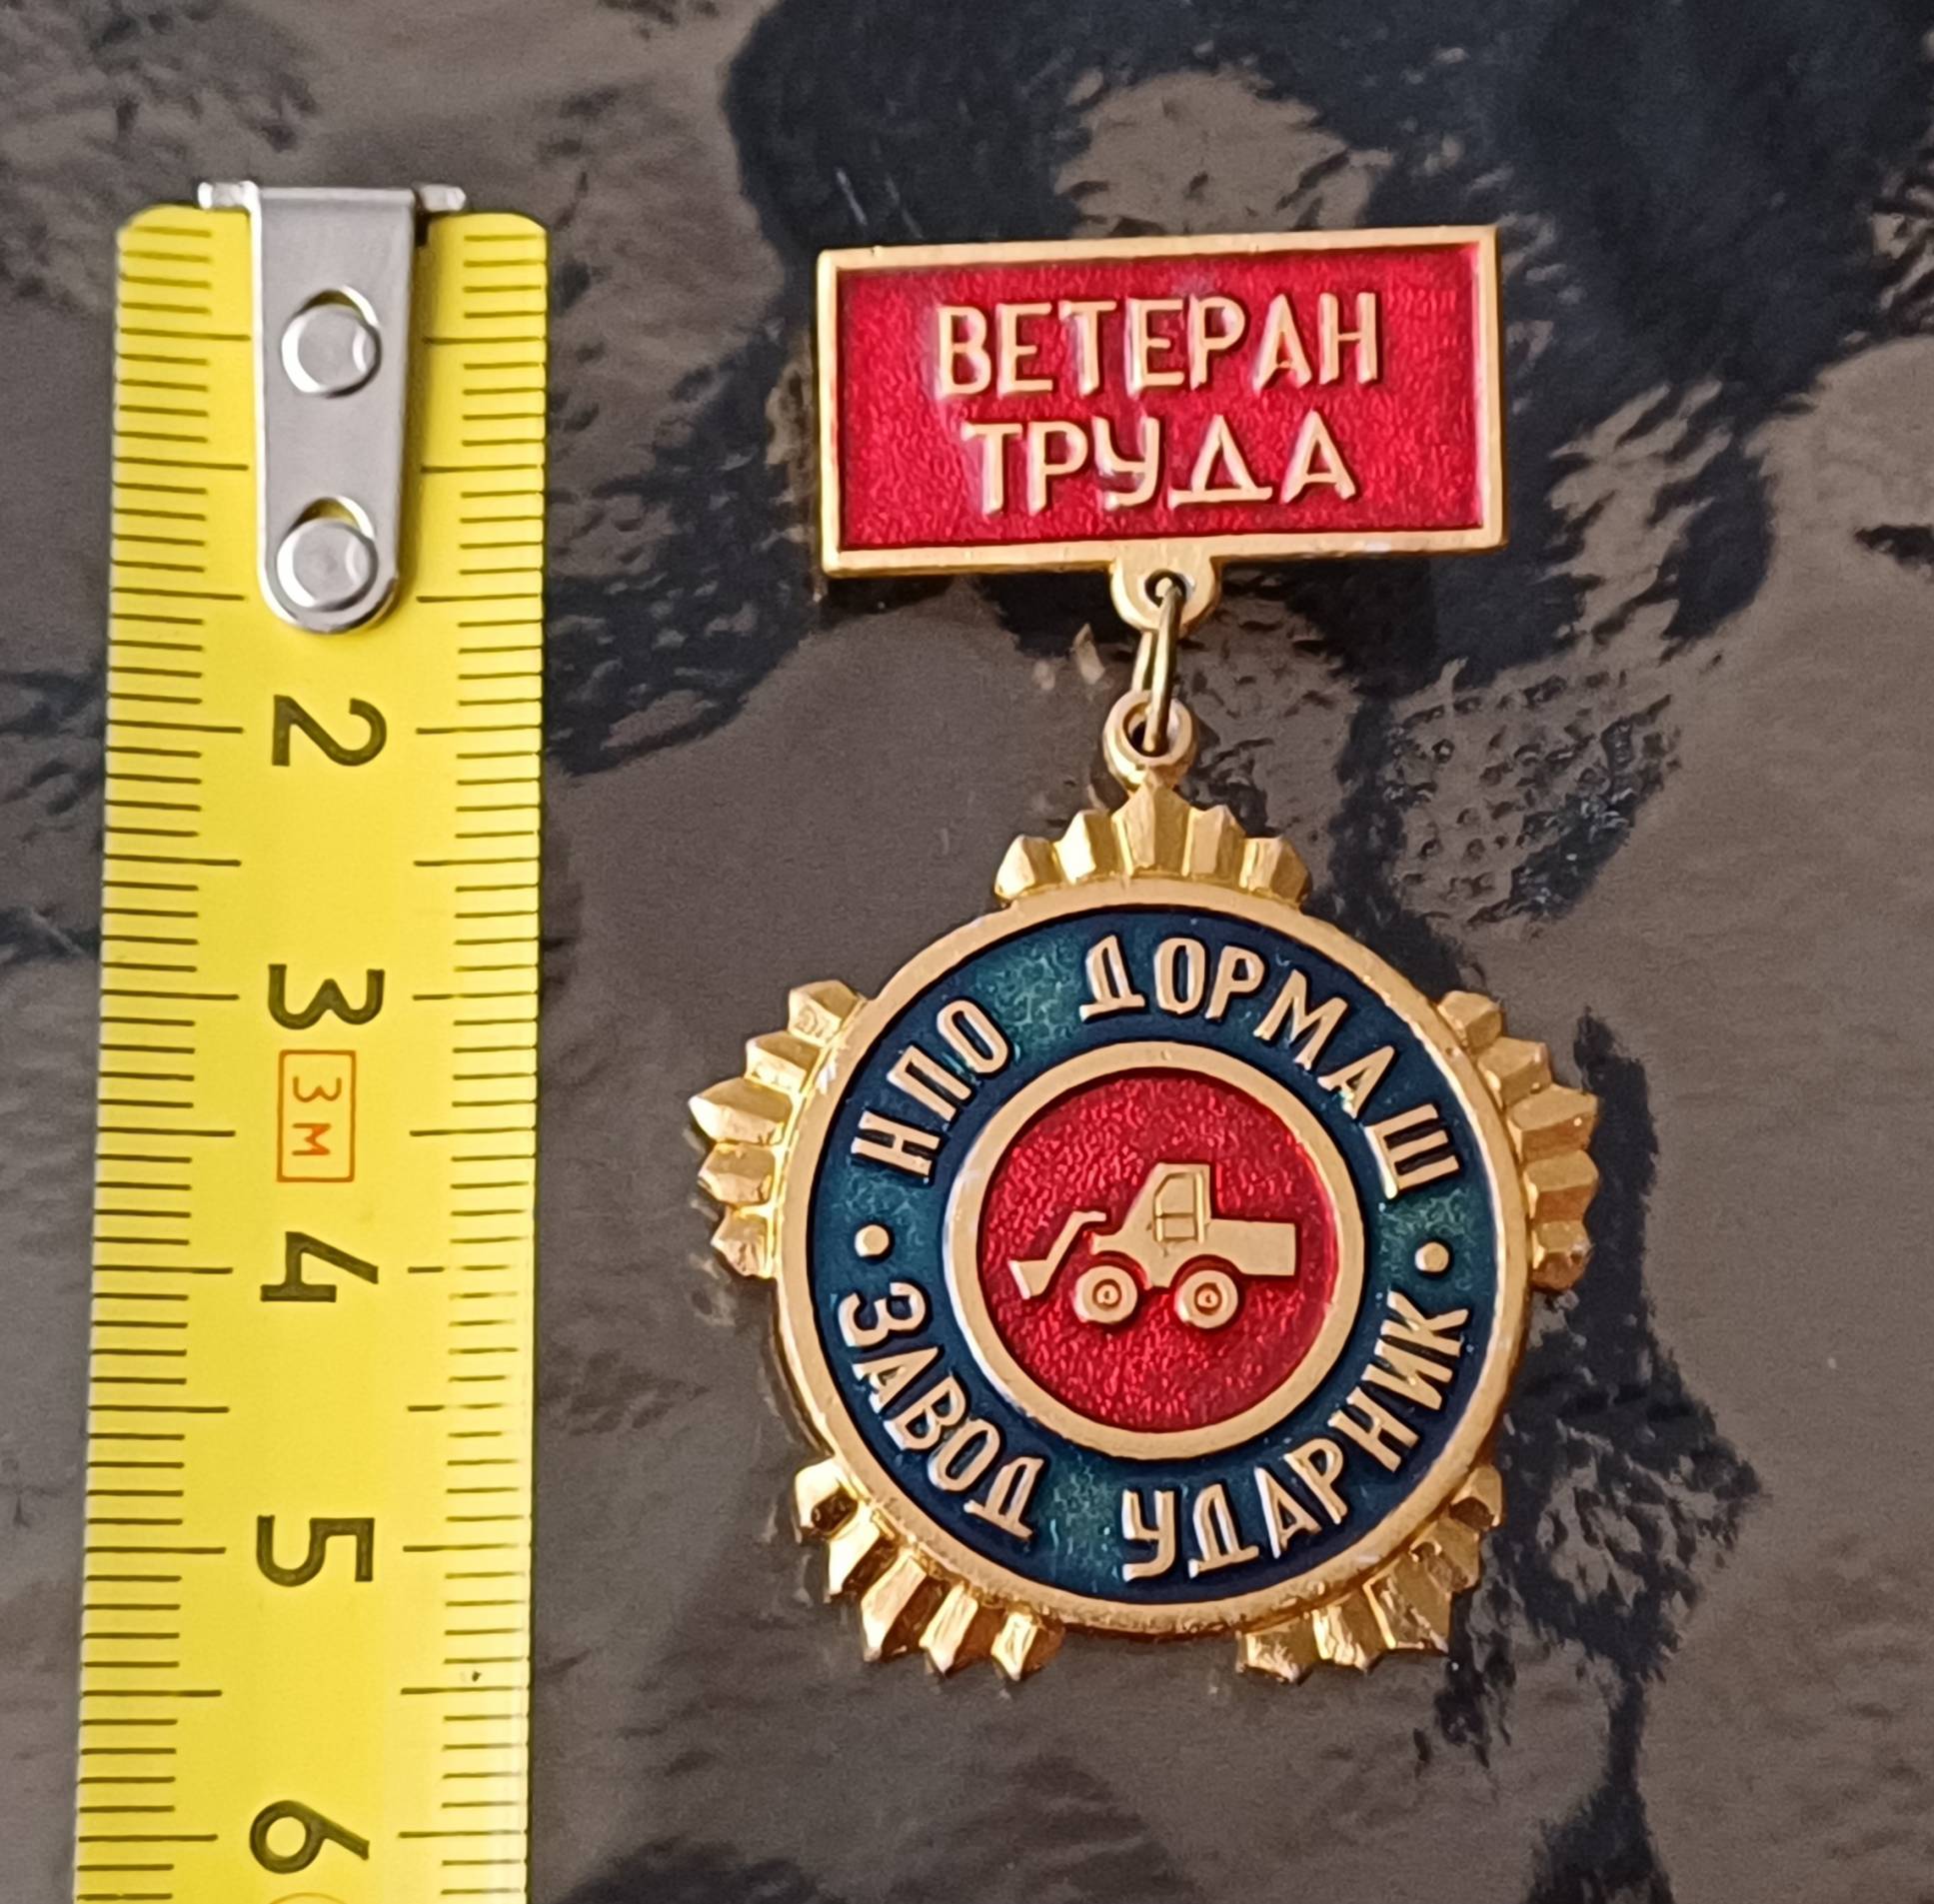 ВЕТЕРАН
ТРУДА
НПО ДОРМАШ
ЗАВОД УДАРНИК
2
3
3м
4
5
6